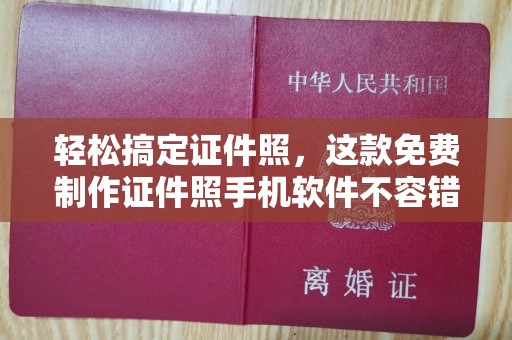 中华人民共和国
轻松搞定证件照，这款免费
制作证件照手机软件不容错
离婚证